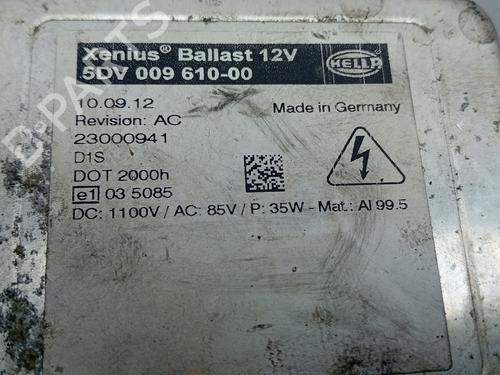 Xenius® Ballast 12V
5DV 009 610-00
HELLA
10.09.12
Made in Germany
Revision: AC
23000941
D1S
DOT 2000h
e1 03 5085
DC: 1100V / AC: 85V / P: 35W - Mat.: Al 99.5